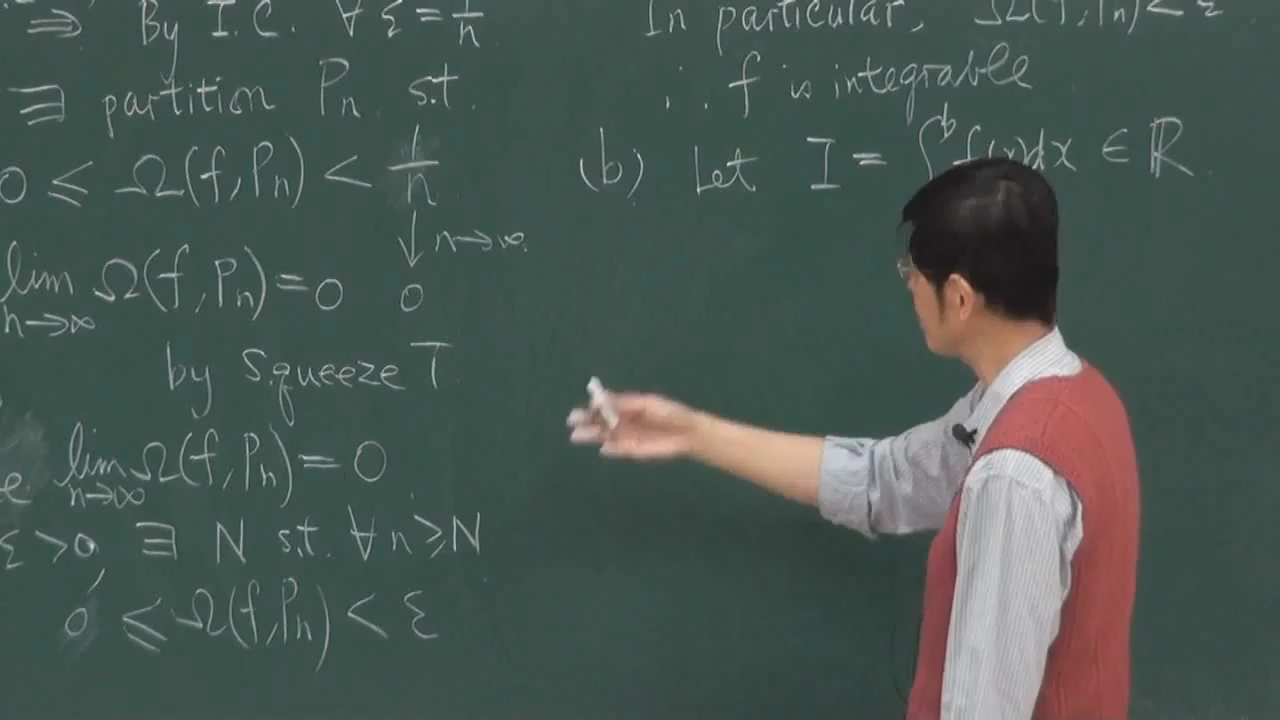 ⇒ By I.C. ∀ ε = 1/n
∃ partition Pn s.t.
0 ≤ Ω(f, Pn) < 1/n
↓ n→∞
lim n→∞ Ω(f, Pn) = 0 0
by Squeeze T.
lim n→∞ Ω(f, Pn) = 0
ε > 0, ∃ N s.t. ∀ n ≥ N
0 ≤ Ω(f, Pn) < ε
In particular, Ω(f, Pn) < ε
∴ f is integrable
(b) Let I = ∫ b f(x)dx ∈ ℝ